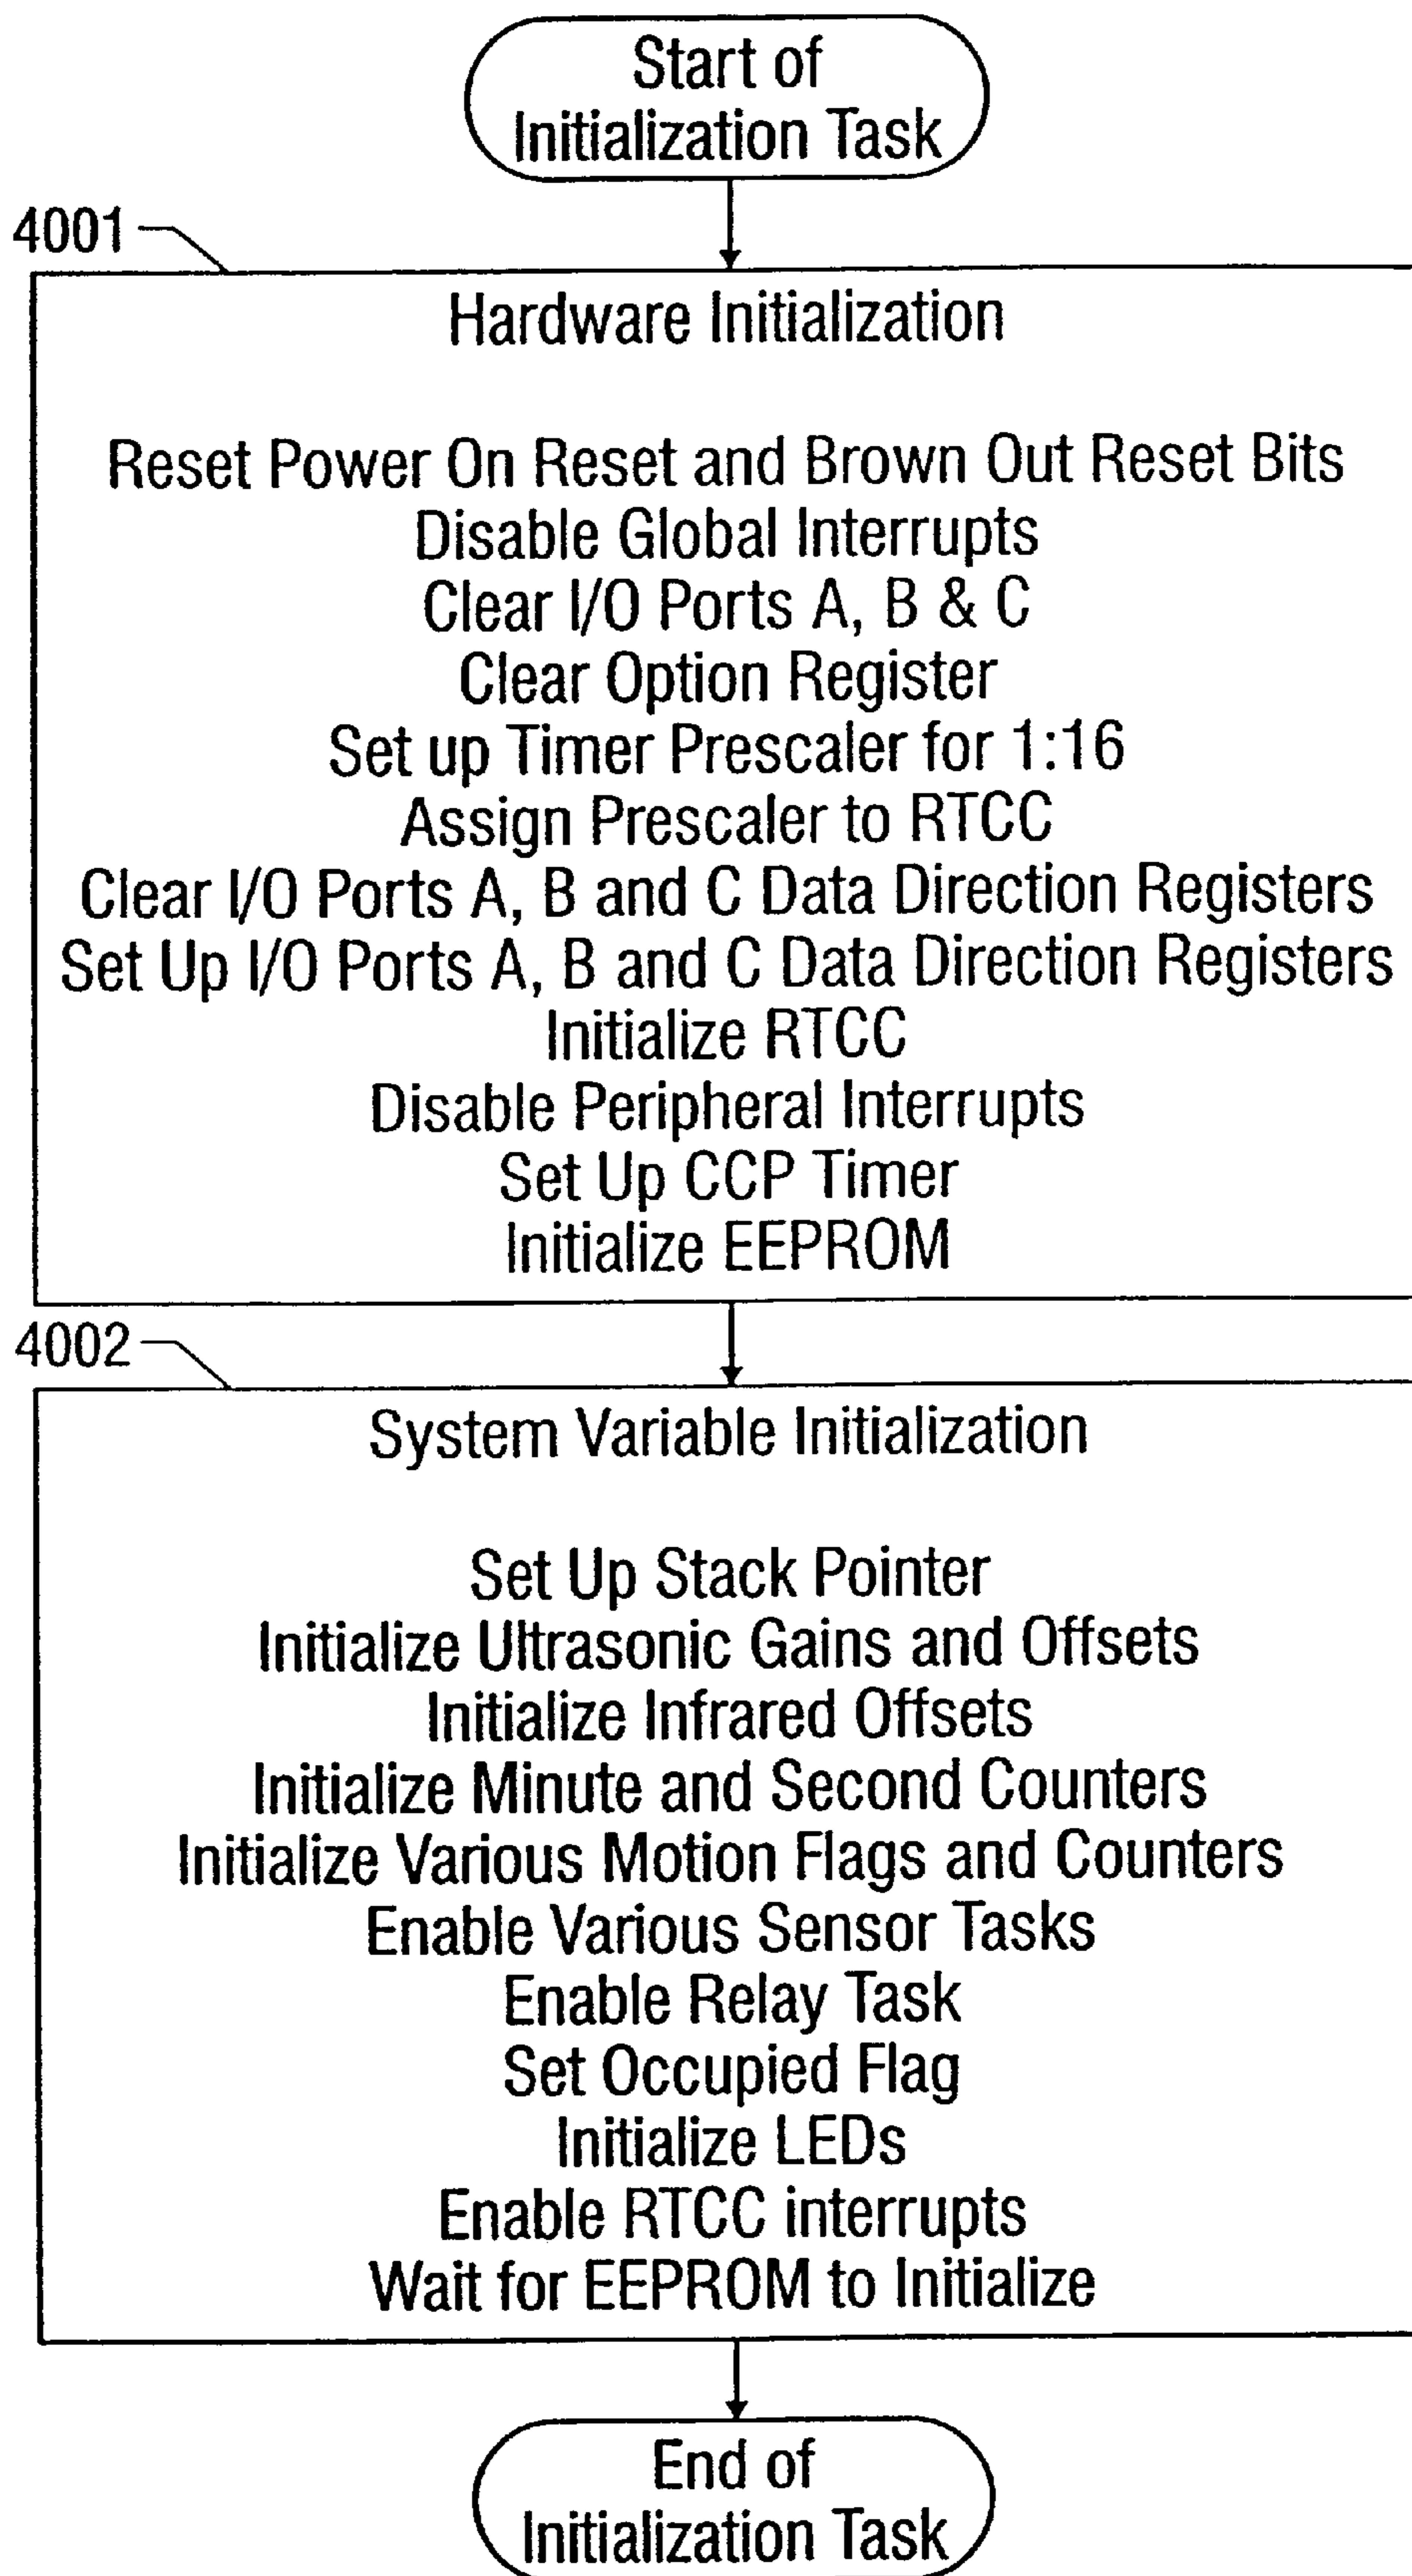 Start of
Initialization Task
4001
Hardware Initialization
Reset Power On Reset and Brown Out Reset Bits
Disable Global Interrupts
Clear I/O Ports A, B & C
Clear Option Register
Set up Timer Prescaler for 1:16
Assign Prescaler to RTCC
Clear I/O Ports A, B and C Data Direction Registers
Set Up I/O Ports A, B and C Data Direction Registers
Initialize RTCC
Disable Peripheral Interrupts
Set Up CCP Timer
Initialize EEPROM
4002
System Variable Initialization
Set Up Stack Pointer
Initialize Ultrasonic Gains and Offsets
Initialize Infrared Offsets
Initialize Minute and Second Counters
Initialize Various Motion Flags and Counters
Enable Various Sensor Tasks
Enable Relay Task
Set Occupied Flag
Initialize LEDs
Enable RTCC interrupts
Wait for EEPROM to Initialize
End of
Initialization Task